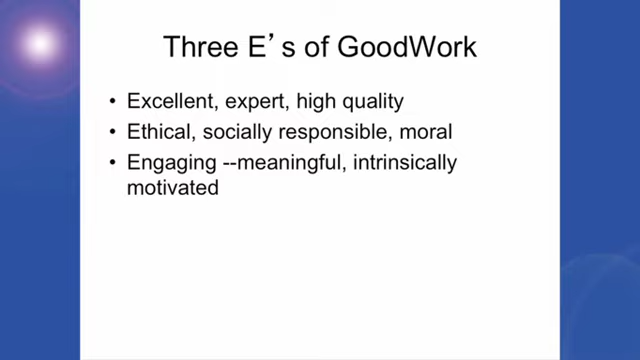 Three E’s of GoodWork
• Excellent, expert, high quality
• Ethical, socially responsible, moral
• Engaging --meaningful, intrinsically
motivated